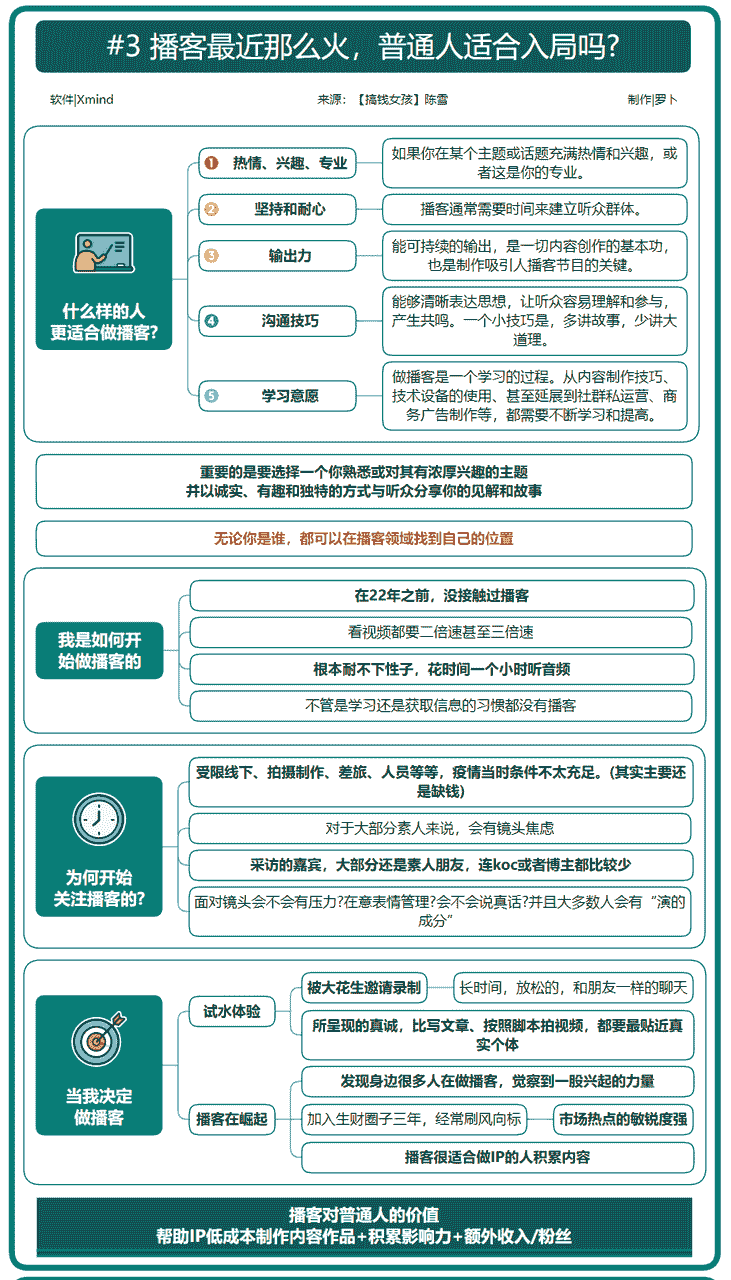 #3 播客最近那么火，普通人适合入局吗?
软件|Xmind
来源：【搞钱女孩】陈雪
制作|罗卜
什么样的人
更适合做播客?
1 热情、兴趣、专业
如果你在某个主题或话题充满热情和兴趣，或
者这是你的专业。
2 坚持和耐心
播客通常需要时间来建立听众群体。
3 输出力
能可持续的输出，是一切内容创作的基本功，
也是制作吸引人播客节目的关键。
4 沟通技巧
能够清晰表达思想，让听众容易理解和参与，
产生共鸣。一个小技巧是，多讲故事，少讲大
道理。
5 学习意愿
做播客是一个学习的过程。从内容制作技巧、
技术设备的使用、甚至延展到社群私运营、商
务广告制作等，都需要不断学习和提高。
重要的是要选择一个你熟悉或对其有浓厚兴趣的主题
并以诚实、有趣和独特的方式与听众分享你的见解和故事
无论你是谁，都可以在播客领域找到自己的位置
我是如何开
始做播客的
在22年之前，没接触过播客
看视频都要二倍速甚至三倍速
根本耐不下性子，花时间一个小时听音频
不管是学习还是获取信息的习惯都没有播客
为何开始
关注播客的?
受限线下、拍摄制作、差旅、人员等等，疫情当时条件不太充足。(其实主要还
是缺钱)
对于大部分素人来说，会有镜头焦虑
采访的嘉宾，大部分还是素人朋友，连koc或者博主都比较少
面对镜头会不会有压力?在意表情管理?会不会说真话?并且大多数人会有“演的
成分”
当我决定
做播客
试水体验
被大花生邀请录制
长时间，放松的，和朋友一样的聊天
所呈现的真诚，比写文章、按照脚本拍视频，都要最贴近真
实个体
播客在崛起
发现身边很多人在做播客，觉察到一股兴起的力量
加入生财圈子三年，经常刷风向标
市场热点的敏锐度强
播客很适合做IP的人积累内容
播客对普通人的价值
帮助IP低成本制作内容作品+积累影响力+额外收入/粉丝